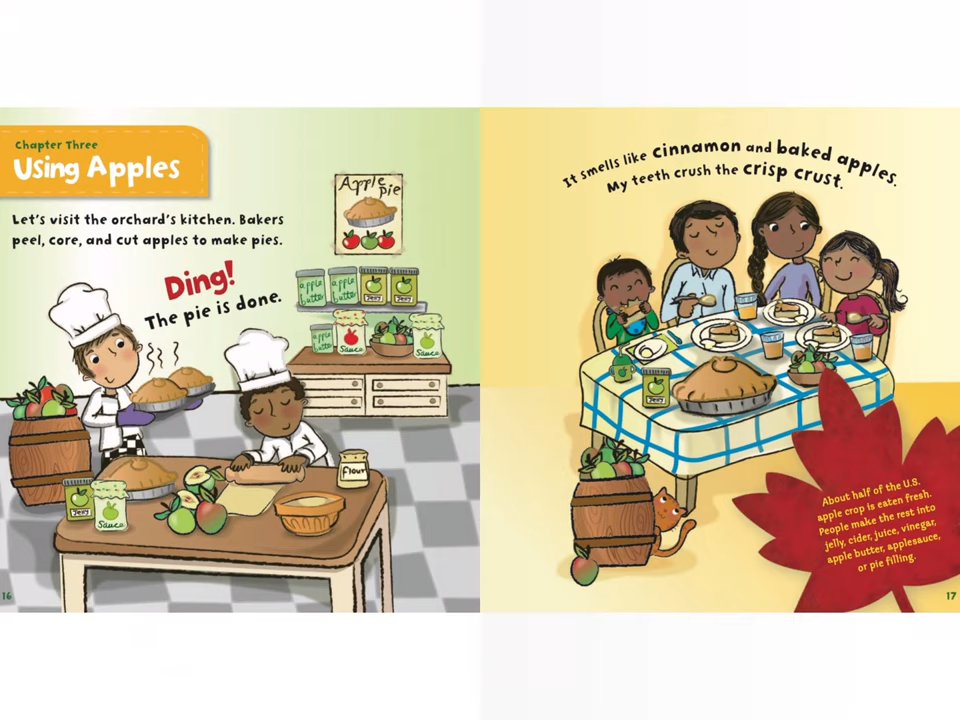 Chapter Three
Using Apples
Let's visit the orchard's kitchen. Bakers
peel, core, and cut apples to make pies.
Ding!
The pie is done.
Apple
pie
apple
butter
apple
butter
Jelly
Jelly
apple
butter
Sauce
Sauce
Flour
Jelly
Sauce
16
It smells like cinnamon and baked apples.
My teeth crush the crisp crust.
Jelly
About half of the U.S.
apple crop is eaten fresh.
People make the rest into
jelly, cider, juice, vinegar,
apple butter, applesauce,
or pie filling.
17